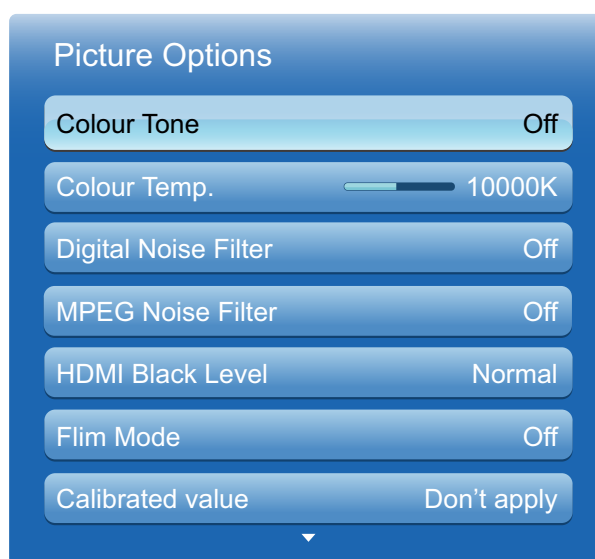 Picture Options
Colour Tone Off
Colour Temp. 10000K
Digital Noise Filter Off
MPEG Noise Filter Off
HDMI Black Level Normal
Flim Mode Off
Calibrated value Don’t apply